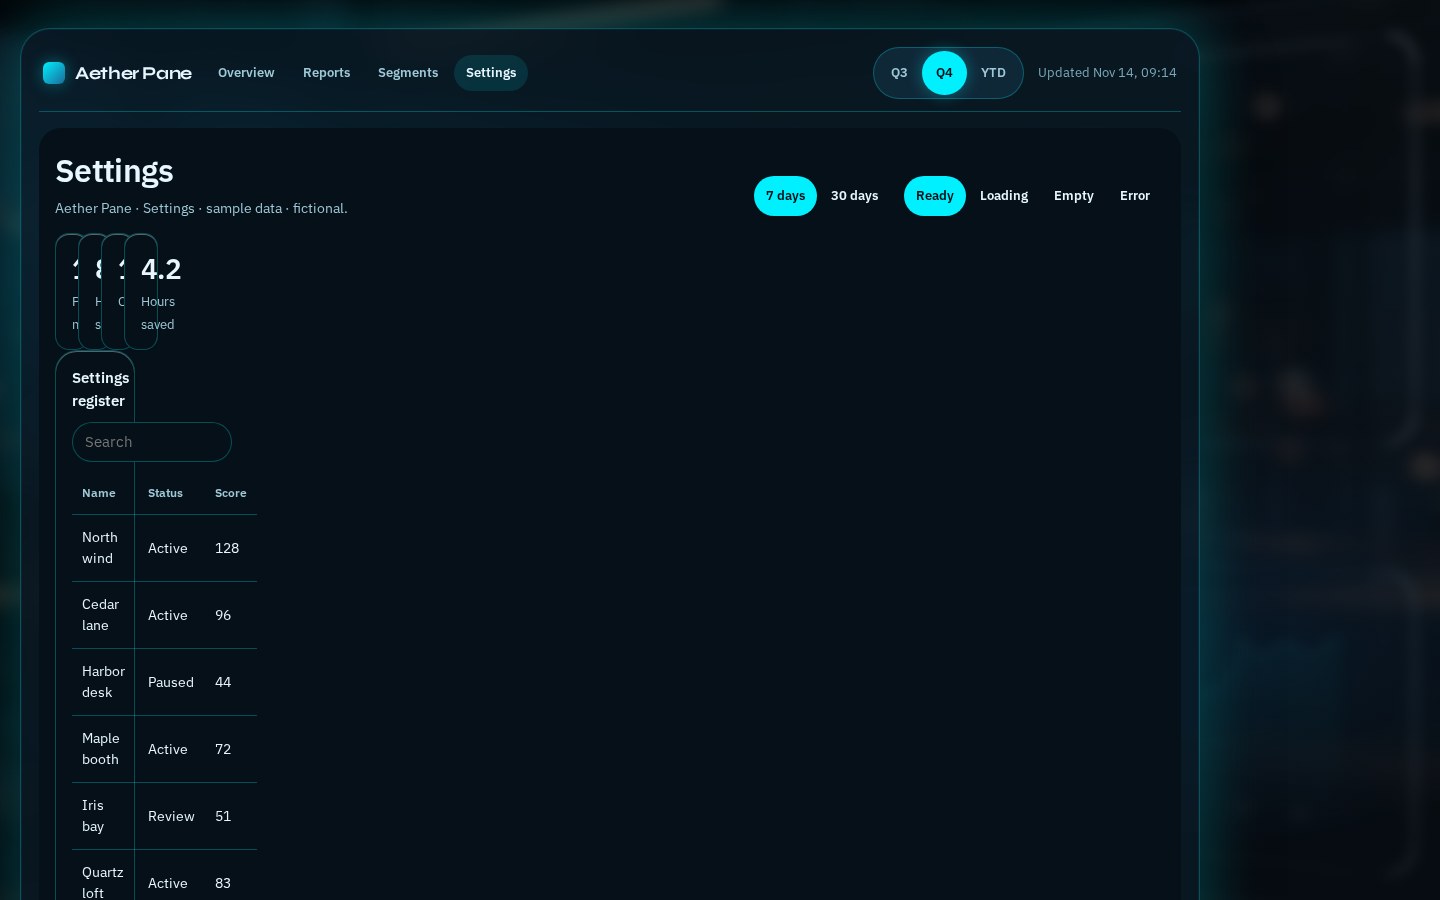 Aether Pane Overview Reports Segments Settings Q3 Q4 YTD Updated Nov 14, 09:14
Settings
Aether Pane · Settings · sample data · fictional.
7 days 30 days Ready Loading Empty Error
4.2
Hours
saved
Settings
register
Search
Name Status Score
North
wind
Active 128
Cedar
lane
Active 96
Harbor
desk
Paused 44
Maple
booth
Active 72
Iris
bay
Review 51
Quartz
loft
Active 83